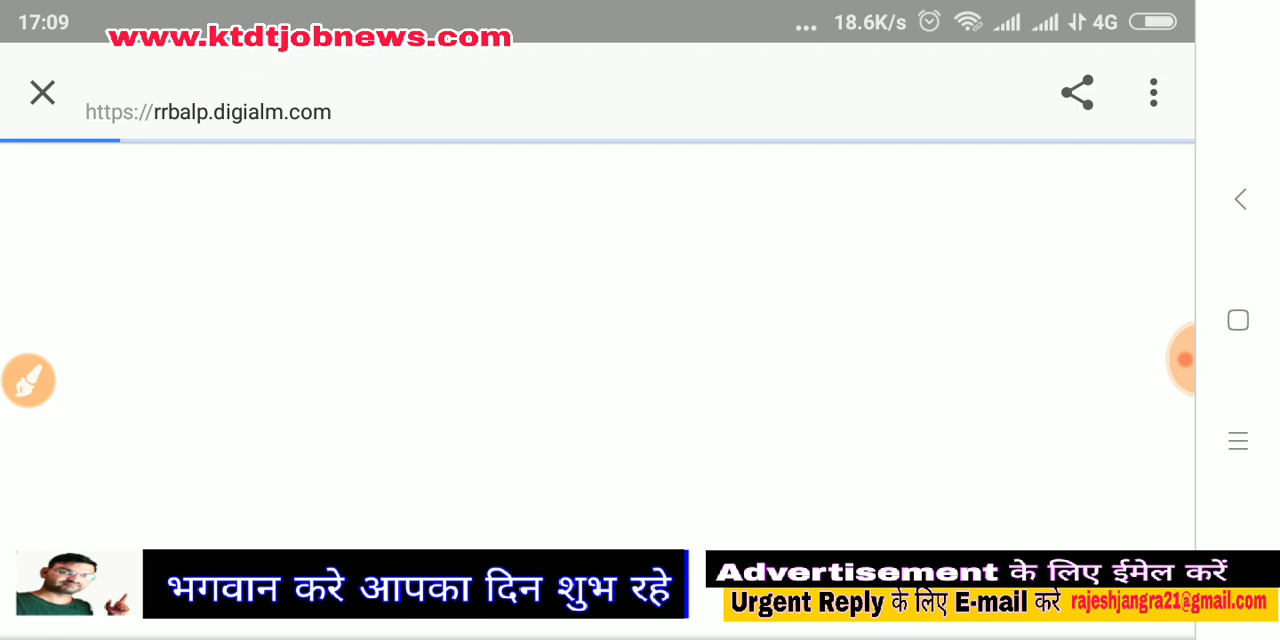 17:09
www.ktdtjobnews.com
... 18.6K/s 4G
https://rrbalp.digialm.com
भगवान करे आपका दिन शुभ रहे
Advertisement के लिए ईमेल करें
Urgent Reply के लिए E-mail करें rajeshjangra21@gmail.com